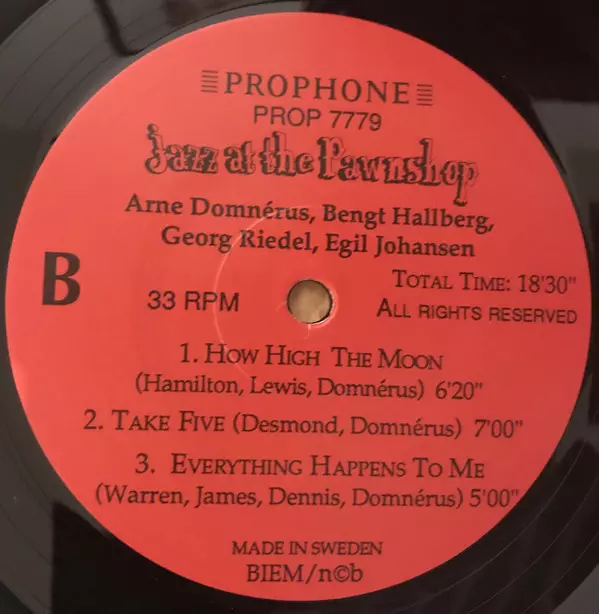 PROPHONE
PROP 7779
Jazz at the Pawnshop
Arne Domnérus, Bengt Hallberg,
Georg Riedel, Egil Johansen
B
33 RPM
TOTAL TIME: 18'30"
ALL RIGHTS RESERVED
1. HOW HIGH THE MOON
(Hamilton, Lewis, Domnérus) 6'20"
2. TAKE FIVE (Desmond, Domnérus) 7'00"
3. EVERYTHING HAPPENS TO ME
(Warren, James, Dennis, Domnérus) 5'00"
MADE IN SWEDEN
BIEM/n©b